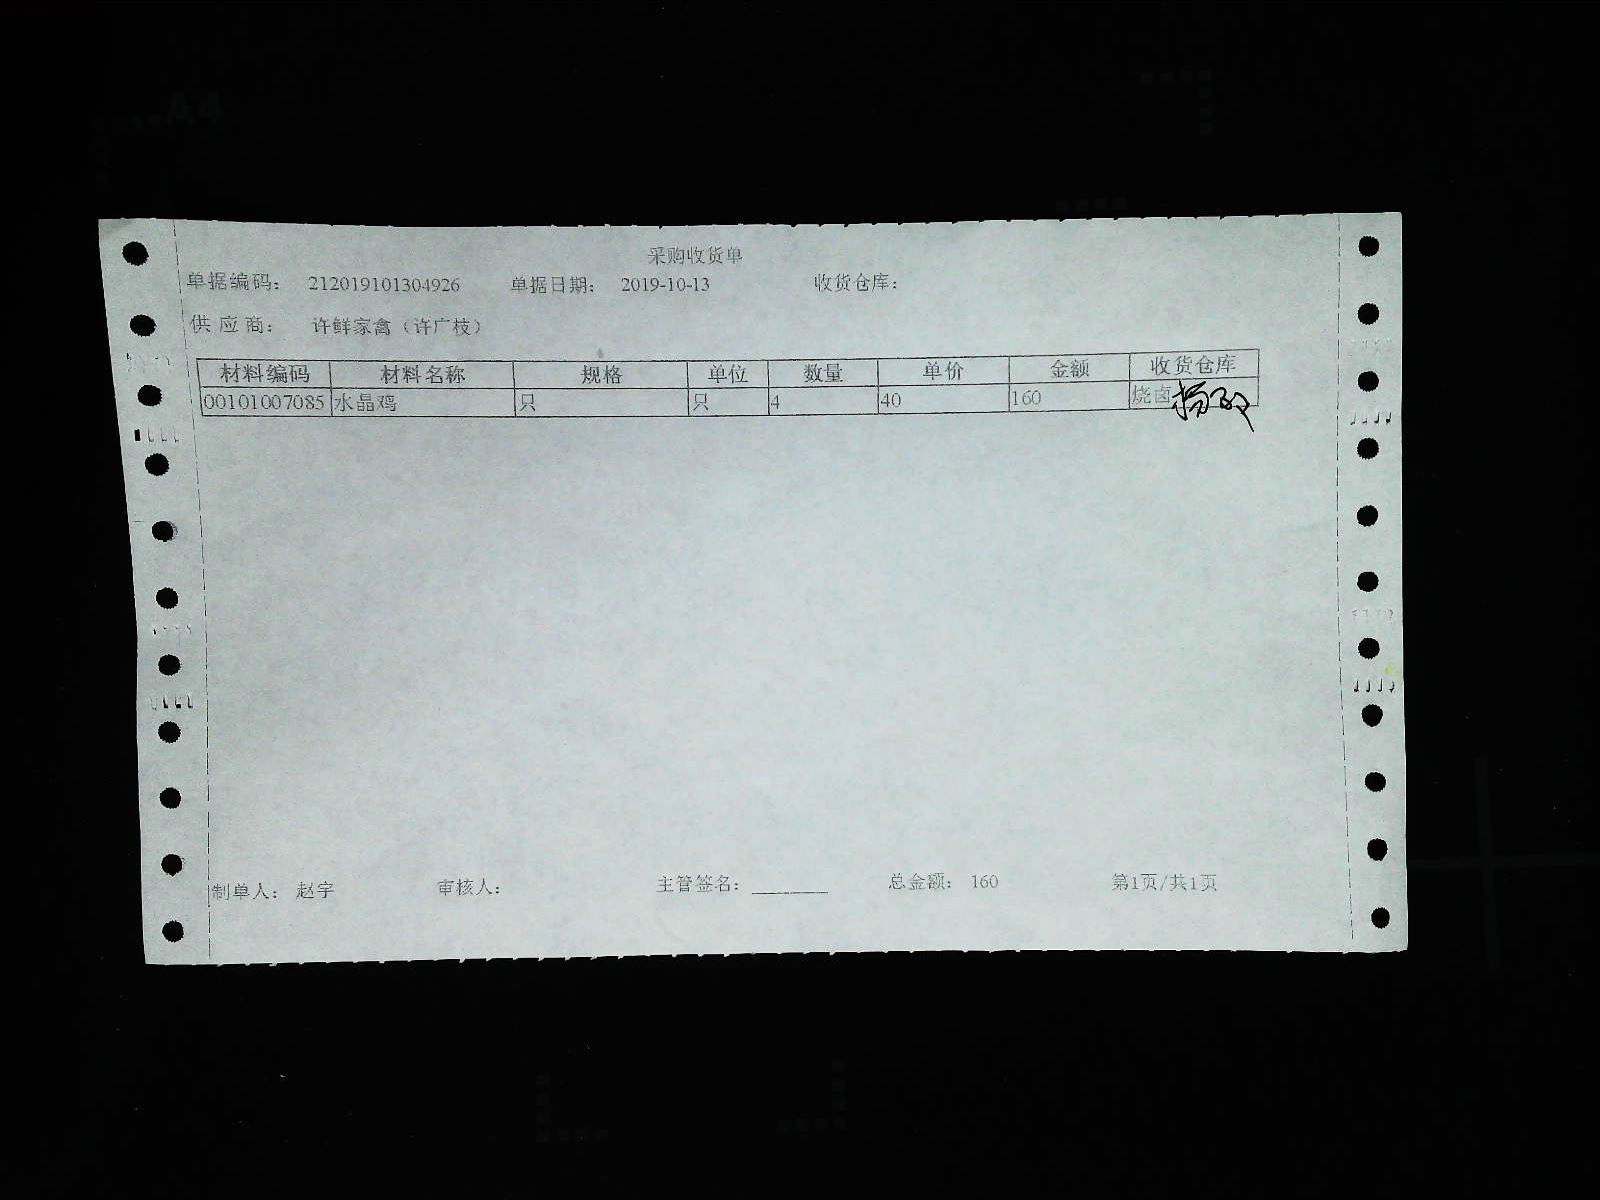 A4
采购收货单
单据编码: 212019101304926 单据日期: 2019-10-13 收货仓库:
供应商: 许鲜家禽(许广枝)
材料编码 材料名称 规格 单位 数量 单价 金额 收货仓库
00101007085 水晶鸡 只 只 4 40 160 烧卤
制单人: 赵宇 审核人: 主管签名: ________ 总金额: 160 第1页/共1页